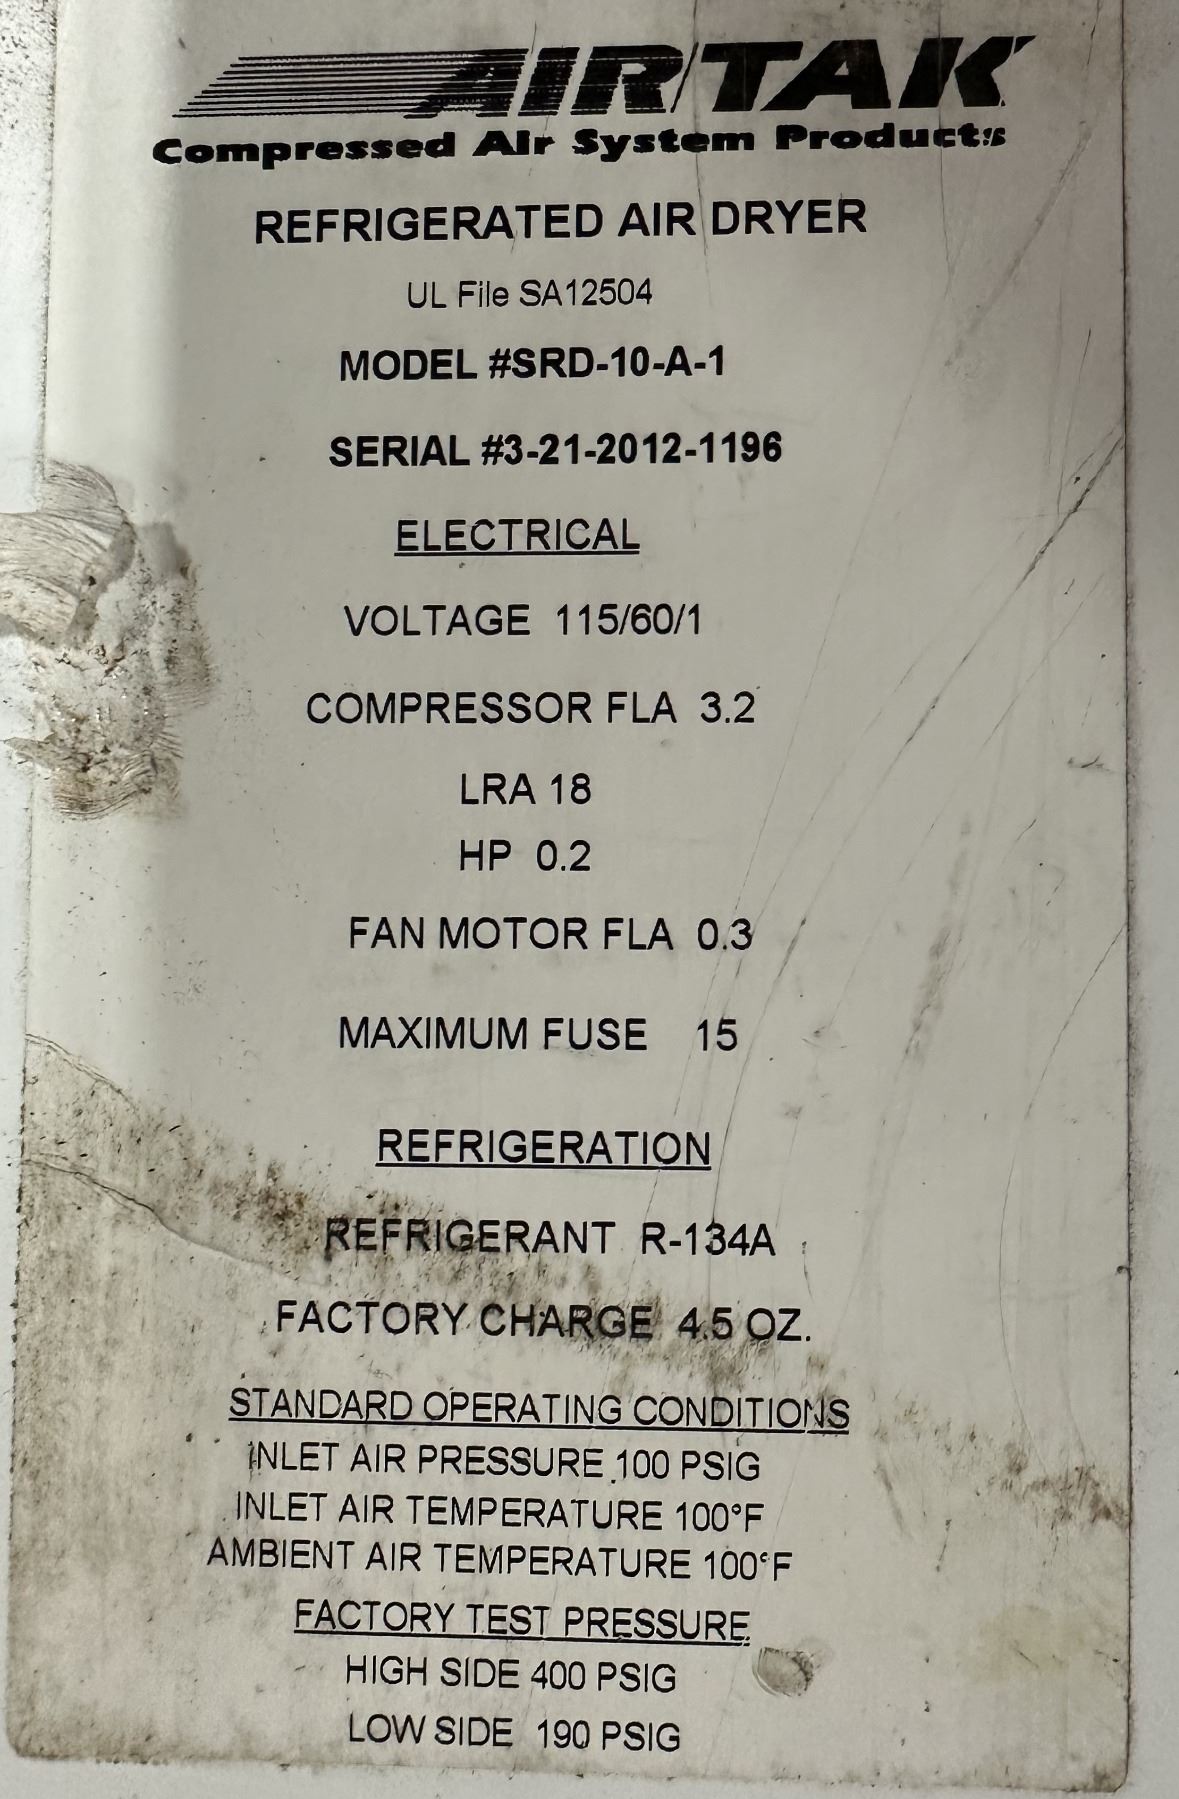 AIRTAK
Compressed Air System Products
REFRIGERATED AIR DRYER
UL File SA12504
MODEL #SRD-10-A-1
SERIAL #3-21-2012-1196
ELECTRICAL
VOLTAGE 115/60/1
COMPRESSOR FLA 3.2
LRA 18
HP 0.2
FAN MOTOR FLA 0.3
MAXIMUM FUSE 15
REFRIGERATION
REFRIGERANT R-134A
FACTORY CHARGE 4.5 OZ.
STANDARD OPERATING CONDITIONS
INLET AIR PRESSURE 100 PSIG
INLET AIR TEMPERATURE 100°F
AMBIENT AIR TEMPERATURE 100°F
FACTORY TEST PRESSURE
HIGH SIDE 400 PSIG
LOW SIDE 190 PSIG